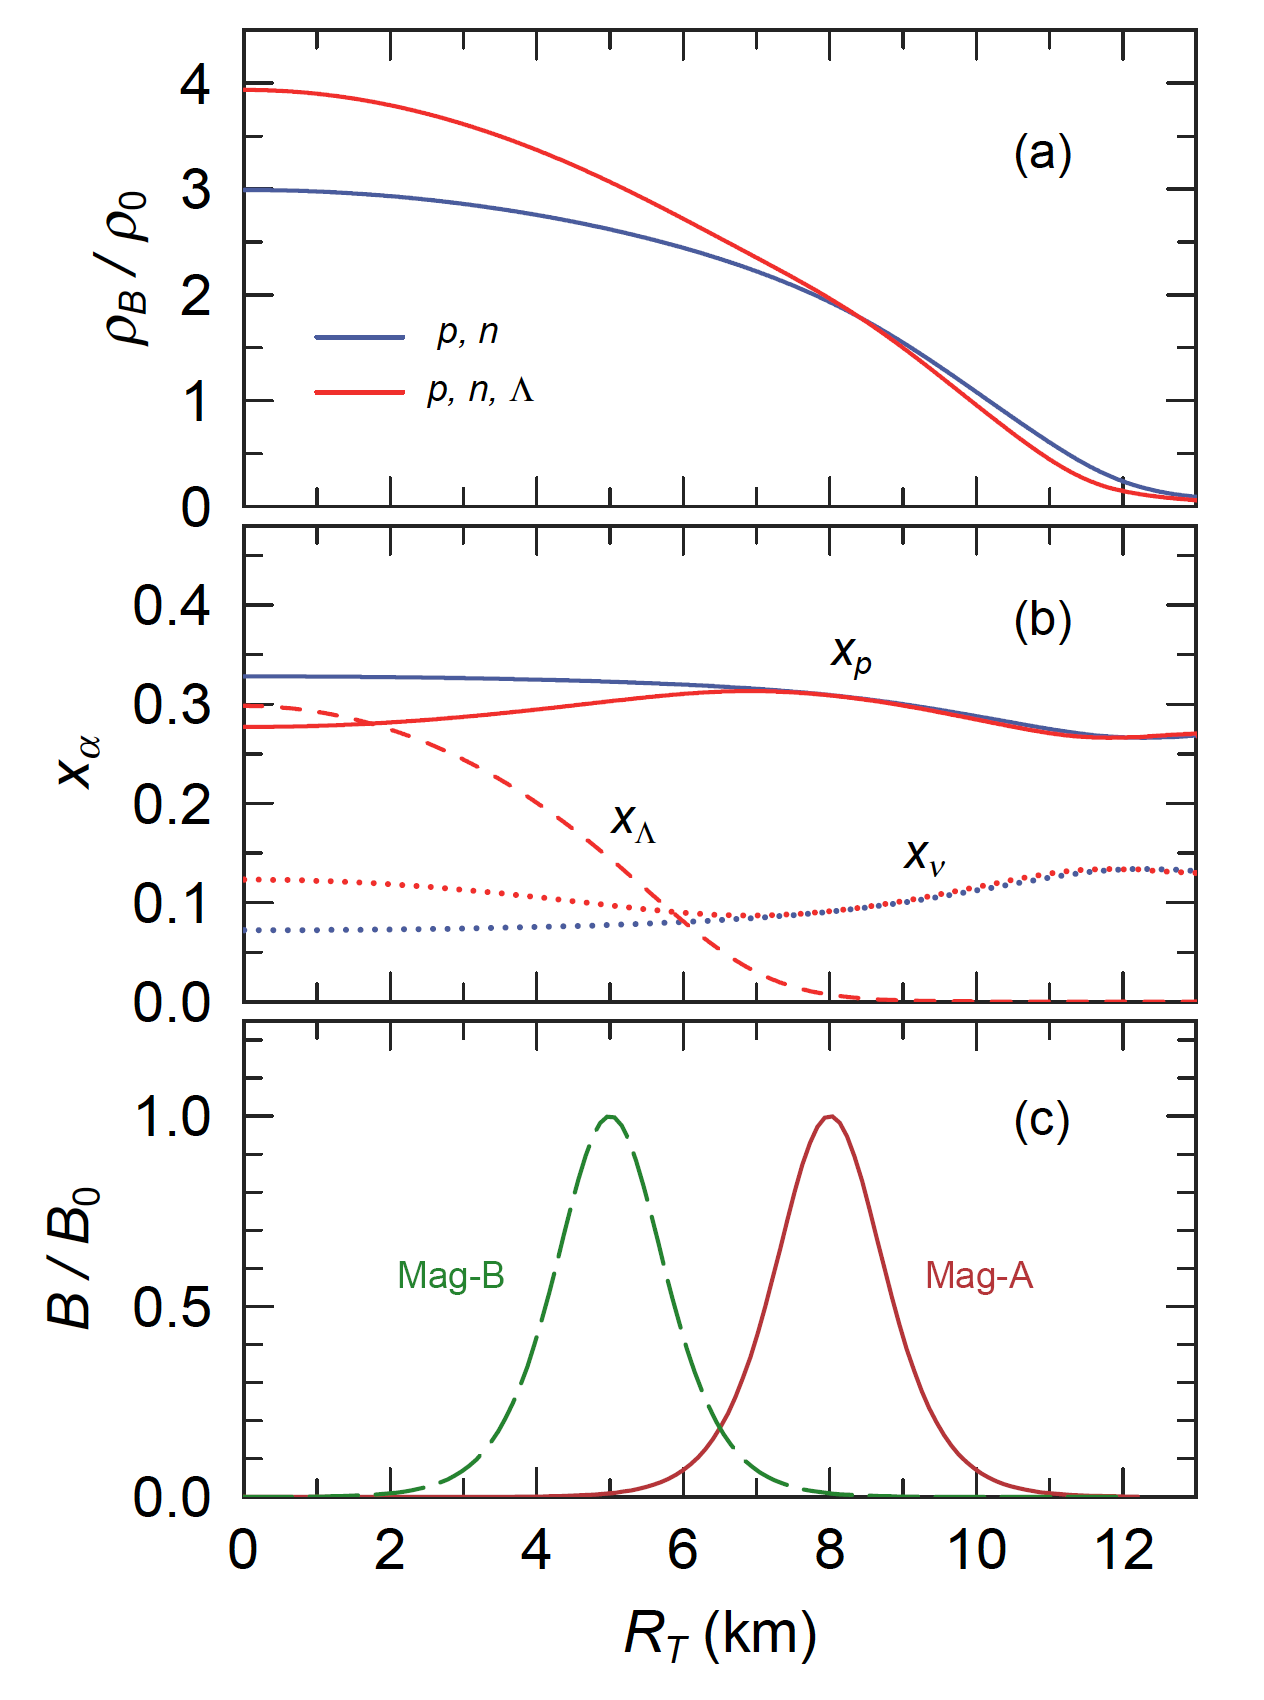 4
3
2
1
0
ρB / ρ0
(a)
p, n
p, n, Λ
0.4
0.3
0.2
0.1
0.0
xα
(b)
xp
xΛ
xν
1.0
0.5
0.0
B / B0
(c)
Mag-B
Mag-A
0 2 4 6 8 10 12
RT (km)